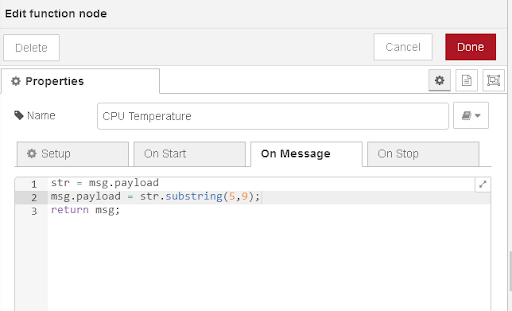 Edit function node
Delete
Cancel
Done
Properties
Name
CPU Temperature
Setup
On Start
On Message
On Stop
1 str = msg.payload
2 msg.payload = str.substring(5,9);
3 return msg;